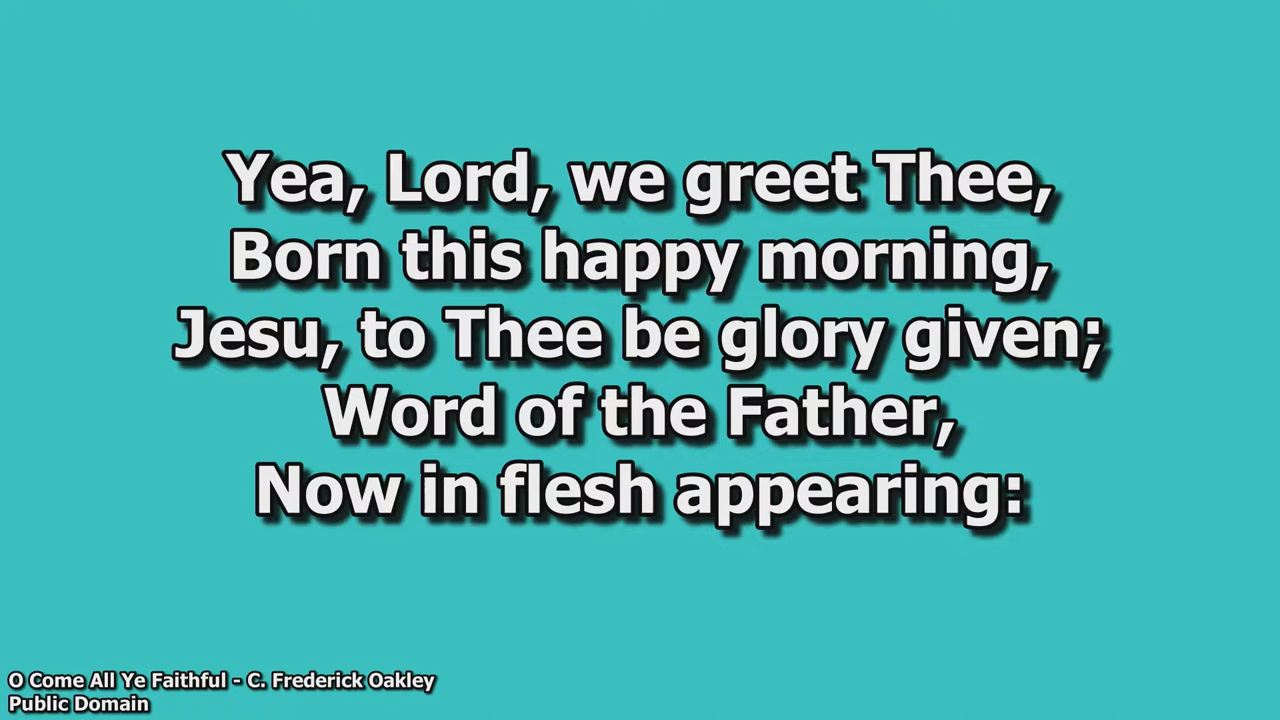 Yea, Lord, we greet Thee,
Born this happy morning,
Jesu, to Thee be glory given;
Word of the Father,
Now in flesh appearing:
O Come All Ye Faithful - C. Frederick Oakley
Public Domain